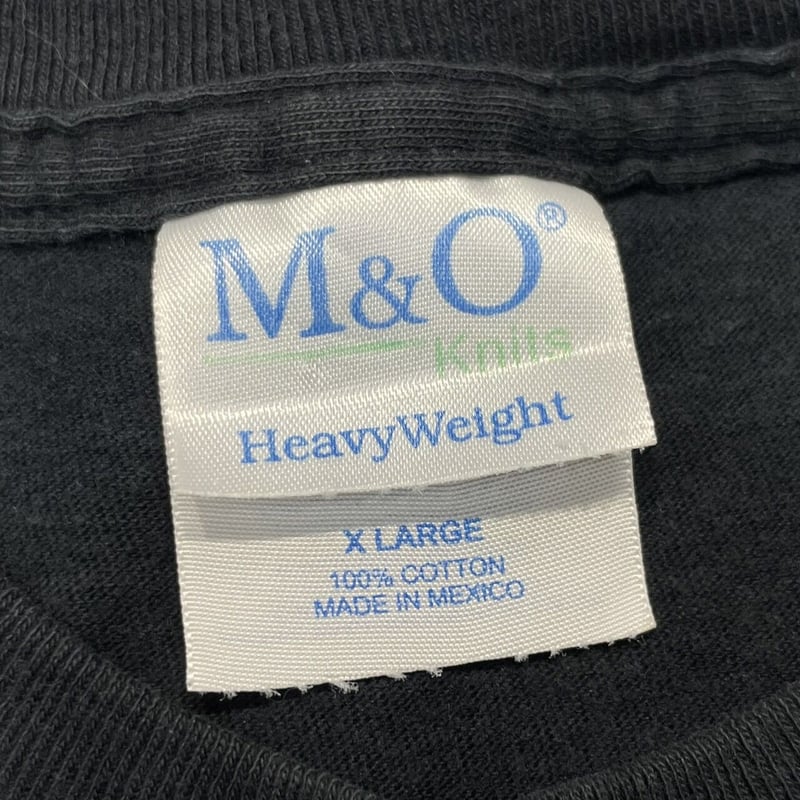 M&O®
Knits
HeavyWeight
X LARGE
100% COTTON
MADE IN MEXICO